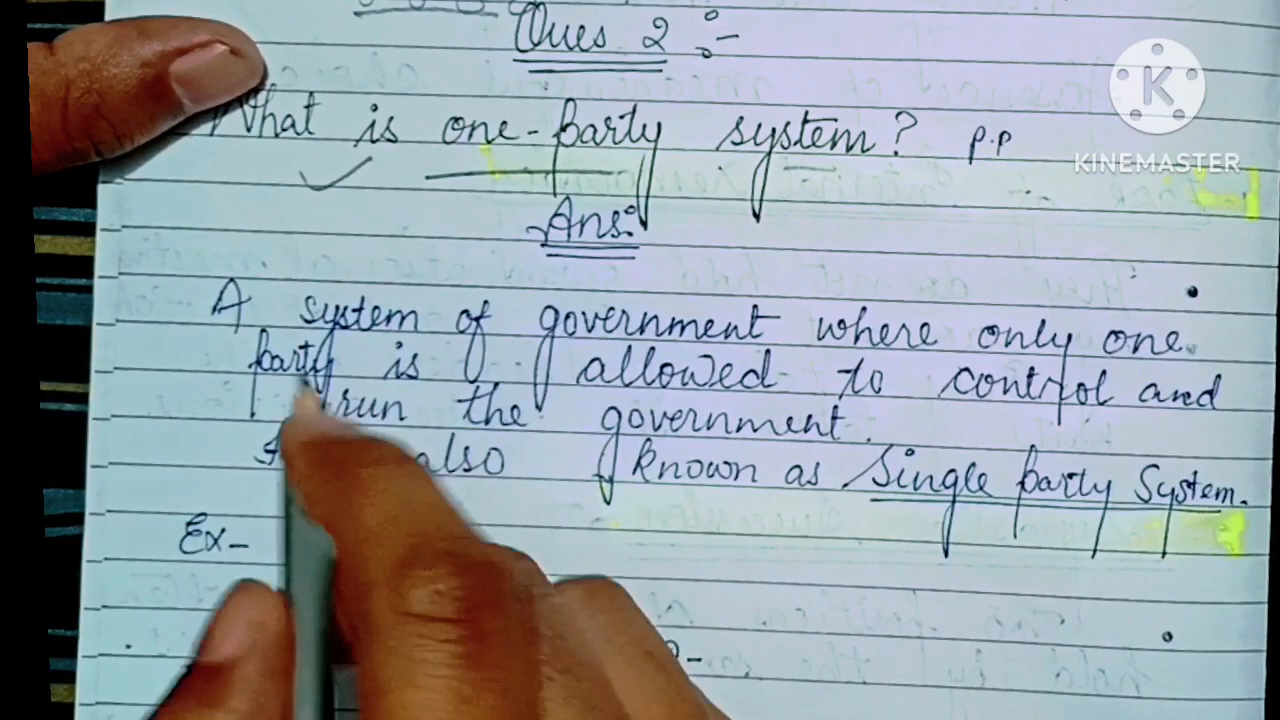 Ques 2 :-
What is one-party system? P.P
Ans:
A system of government where only one
party is allowed to control and
run the government.
also known as Single party System.
Ex-
K
KINEMASTER